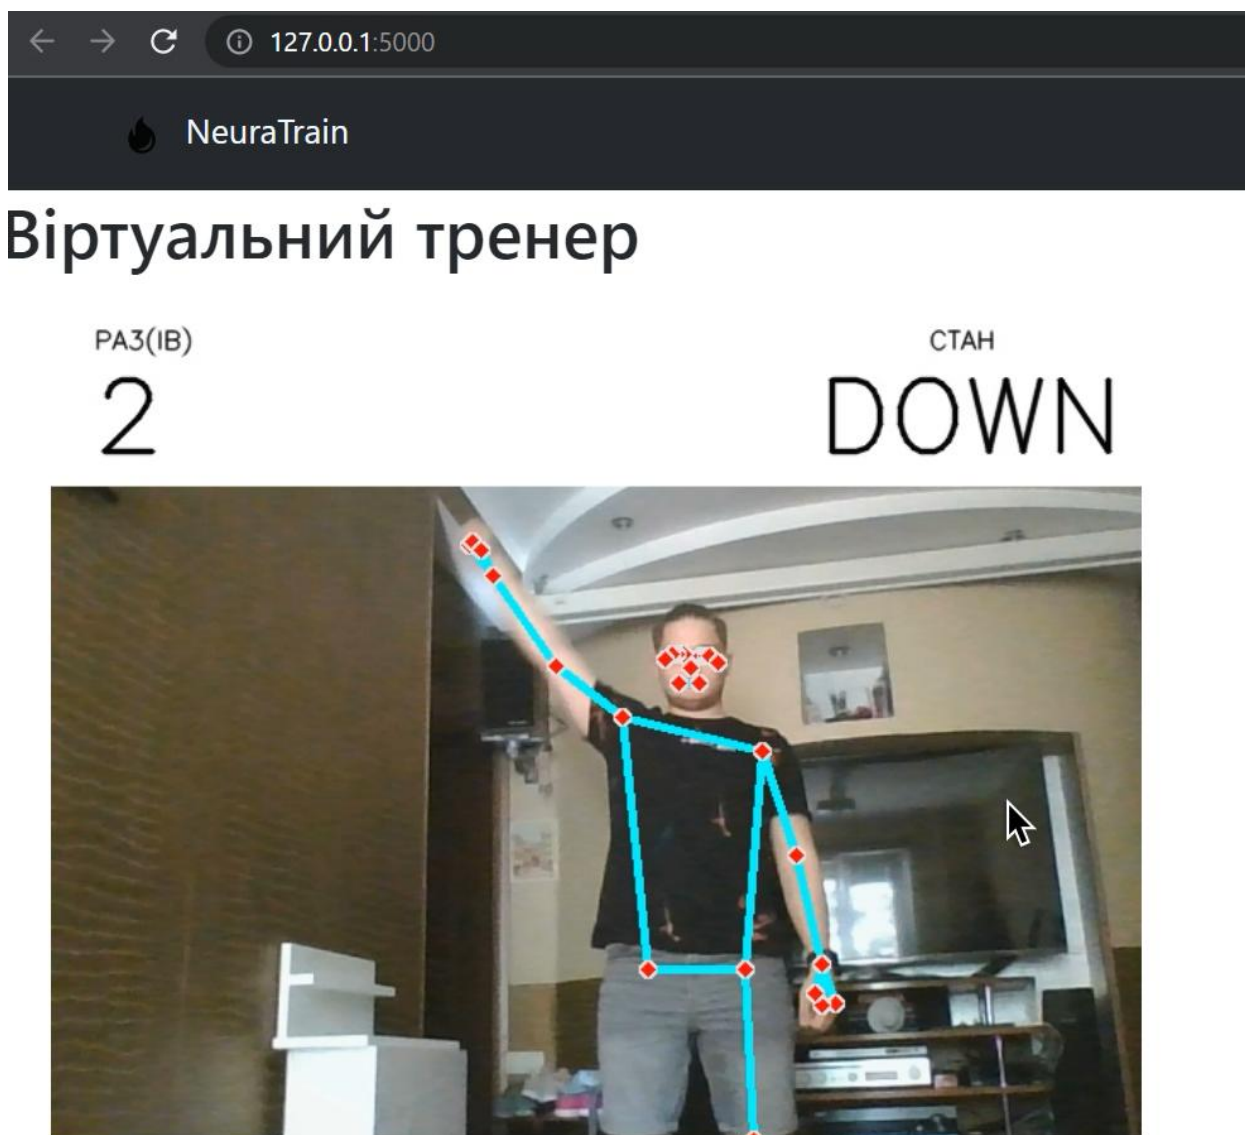 127.0.0.1:5000
NeuraTrain
Віртуальний тренер
РАЗ(ІВ)
СТАН
2
DOWN